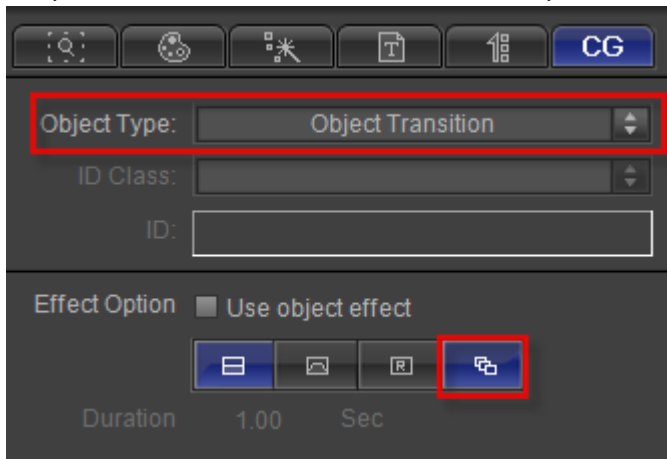 T CG
Object Type: Object Transition
ID Class:
ID:
Effect Option Use object effect
R
Duration 1.00 Sec